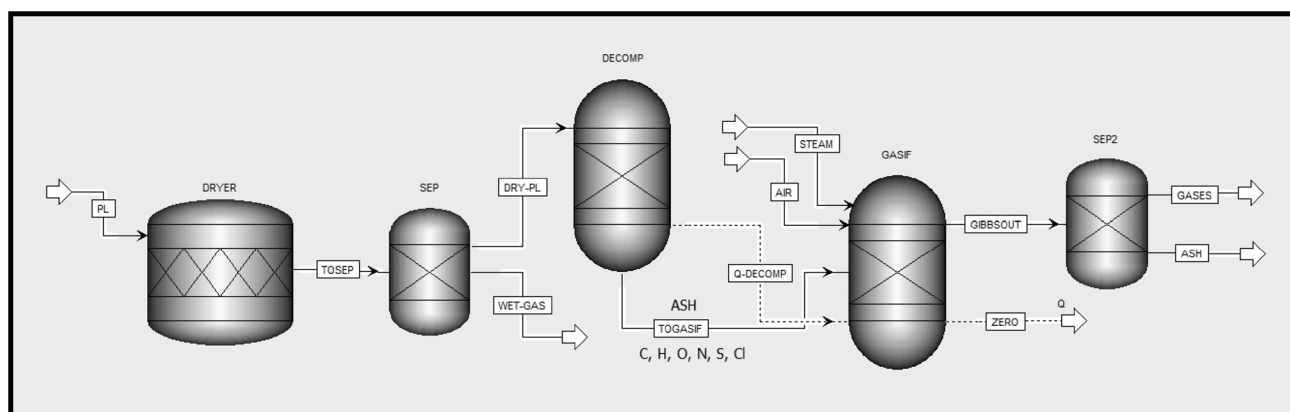 DECOMP
STEAM
SEP2
GASIF
DRYER
SEP
DRY-PL
AIR
GASES
PL
GIBBSOUT
TOSEP
ASH
Q-DECOMP
WET-GAS
ASH
Q
ZERO
TOGASIF
C, H, O, N, S, Cl